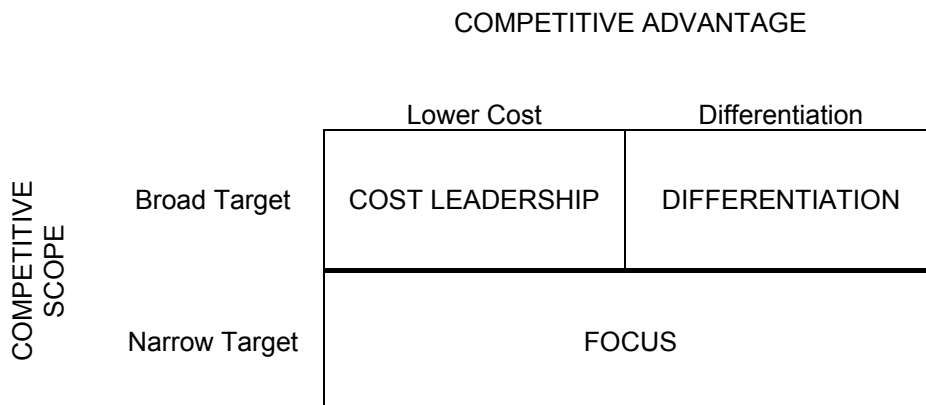 COMPETITIVE ADVANTAGE
Lower Cost
Differentiation
COMPETITIVE
SCOPE
Broad Target
COST LEADERSHIP
DIFFERENTIATION
Narrow Target
FOCUS